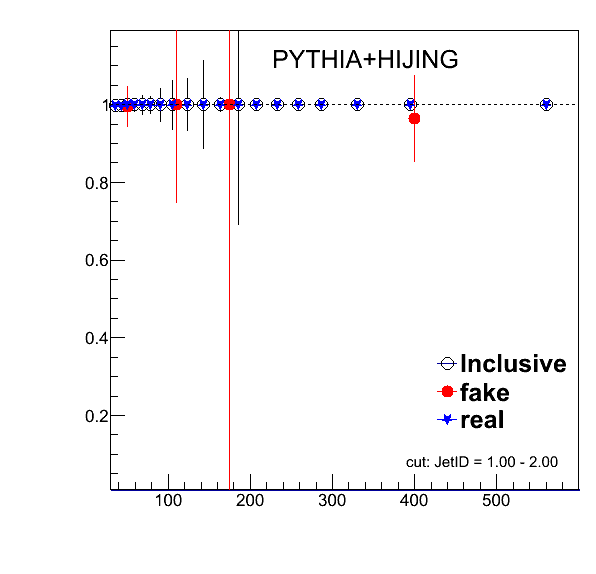 PYTHIA+HIJING
1
0.8
0.6
0.4
0.2
Inclusive
fake
real
cut: JetID = 1.00 - 2.00
100 200 300 400 500